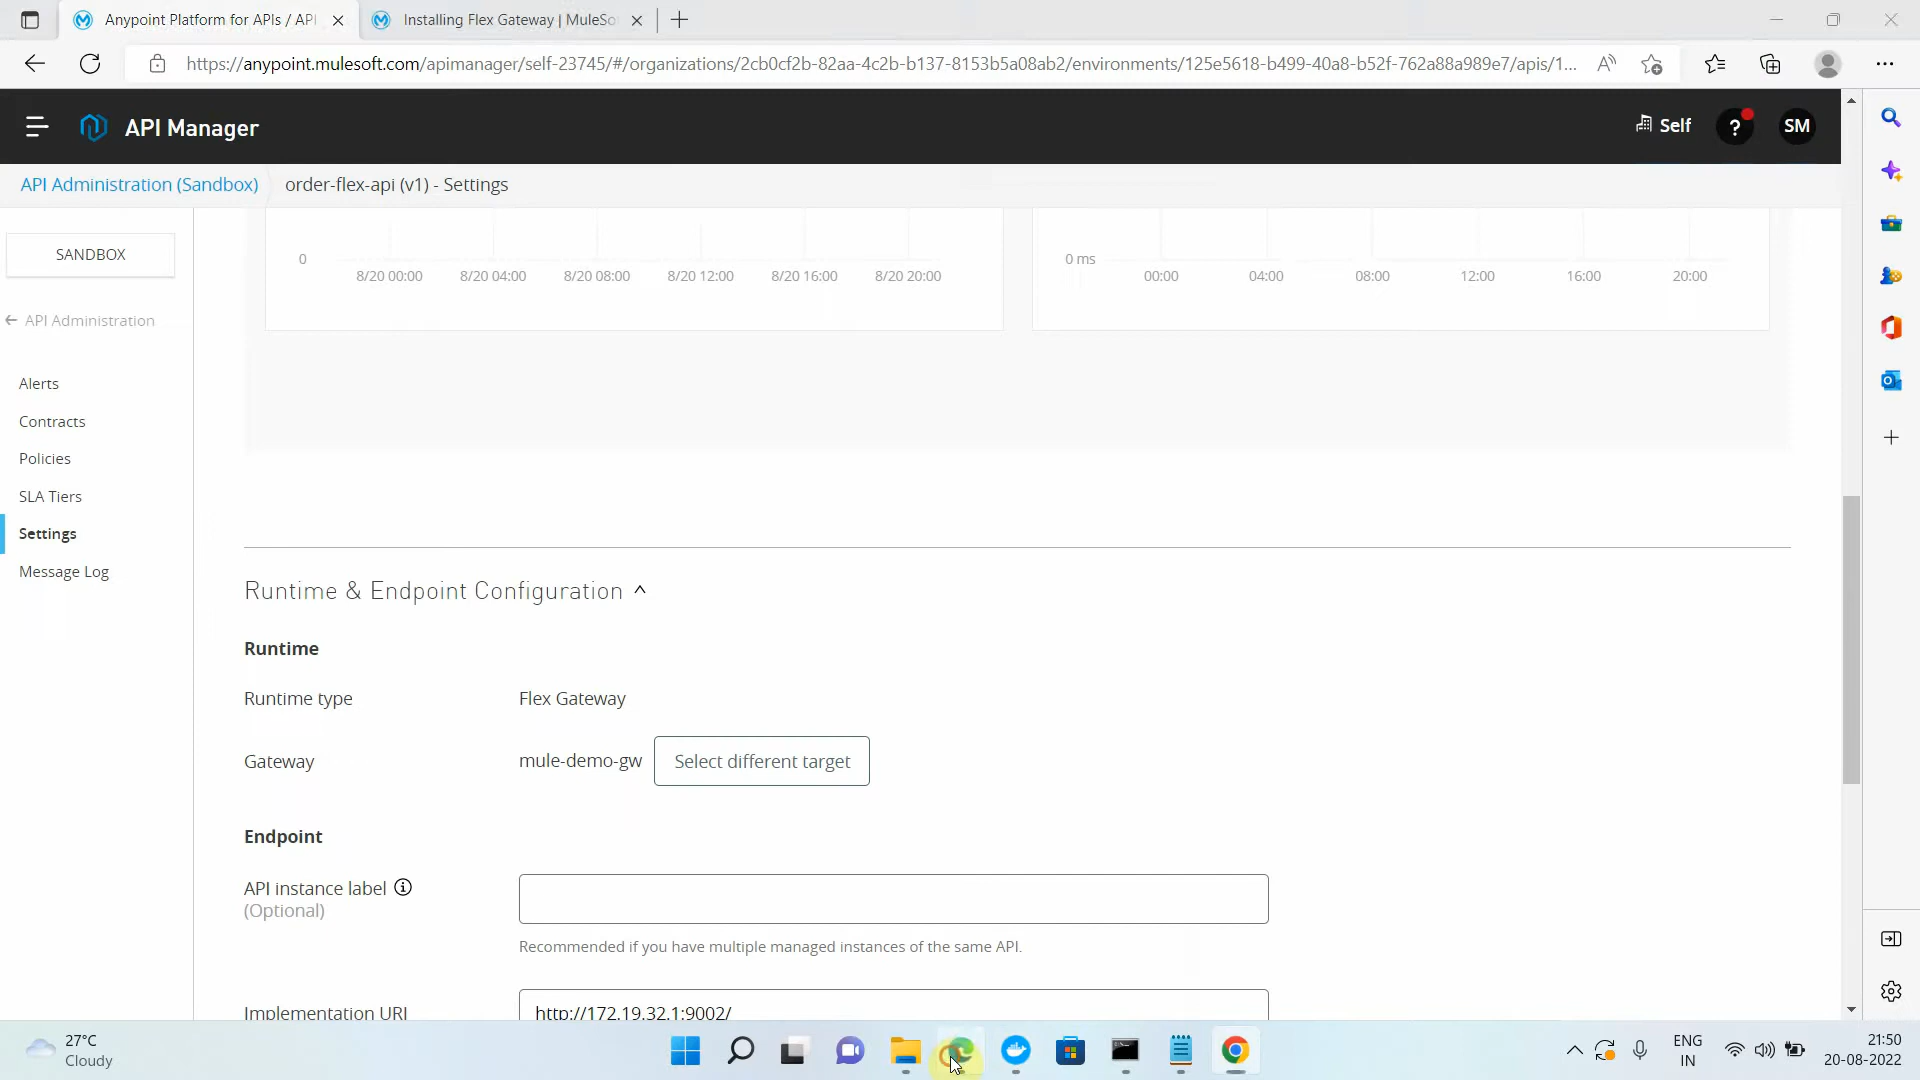 Anypoint Platform for APIs / API
Installing Flex Gateway | MuleSo
https://anypoint.mulesoft.com/apimanager/self-23745/#/organizations/2cb0cf2b-82aa-4c2b-b137-8153b5a08ab2/environments/125e5618-b499-40a8-b52f-762a88a989e7/apis/1...
API Manager
Self
?
SM
API Administration (Sandbox)
order-flex-api (v1) - Settings
SANDBOX
API Administration
Alerts
Contracts
Policies
SLA Tiers
Settings
Message Log
0
8/20 00:00
8/20 04:00
8/20 08:00
8/20 12:00
8/20 16:00
8/20 20:00
0 ms
00:00
04:00
08:00
12:00
16:00
20:00
Runtime & Endpoint Configuration
Runtime
Runtime type
Flex Gateway
Gateway
mule-demo-gw
Select different target
Endpoint
API instance label
(Optional)
Recommended if you have multiple managed instances of the same API.
Implementation URI
http://172.19.32.1:9002/
27°C
Cloudy
ENG
IN
21:50
20-08-2022